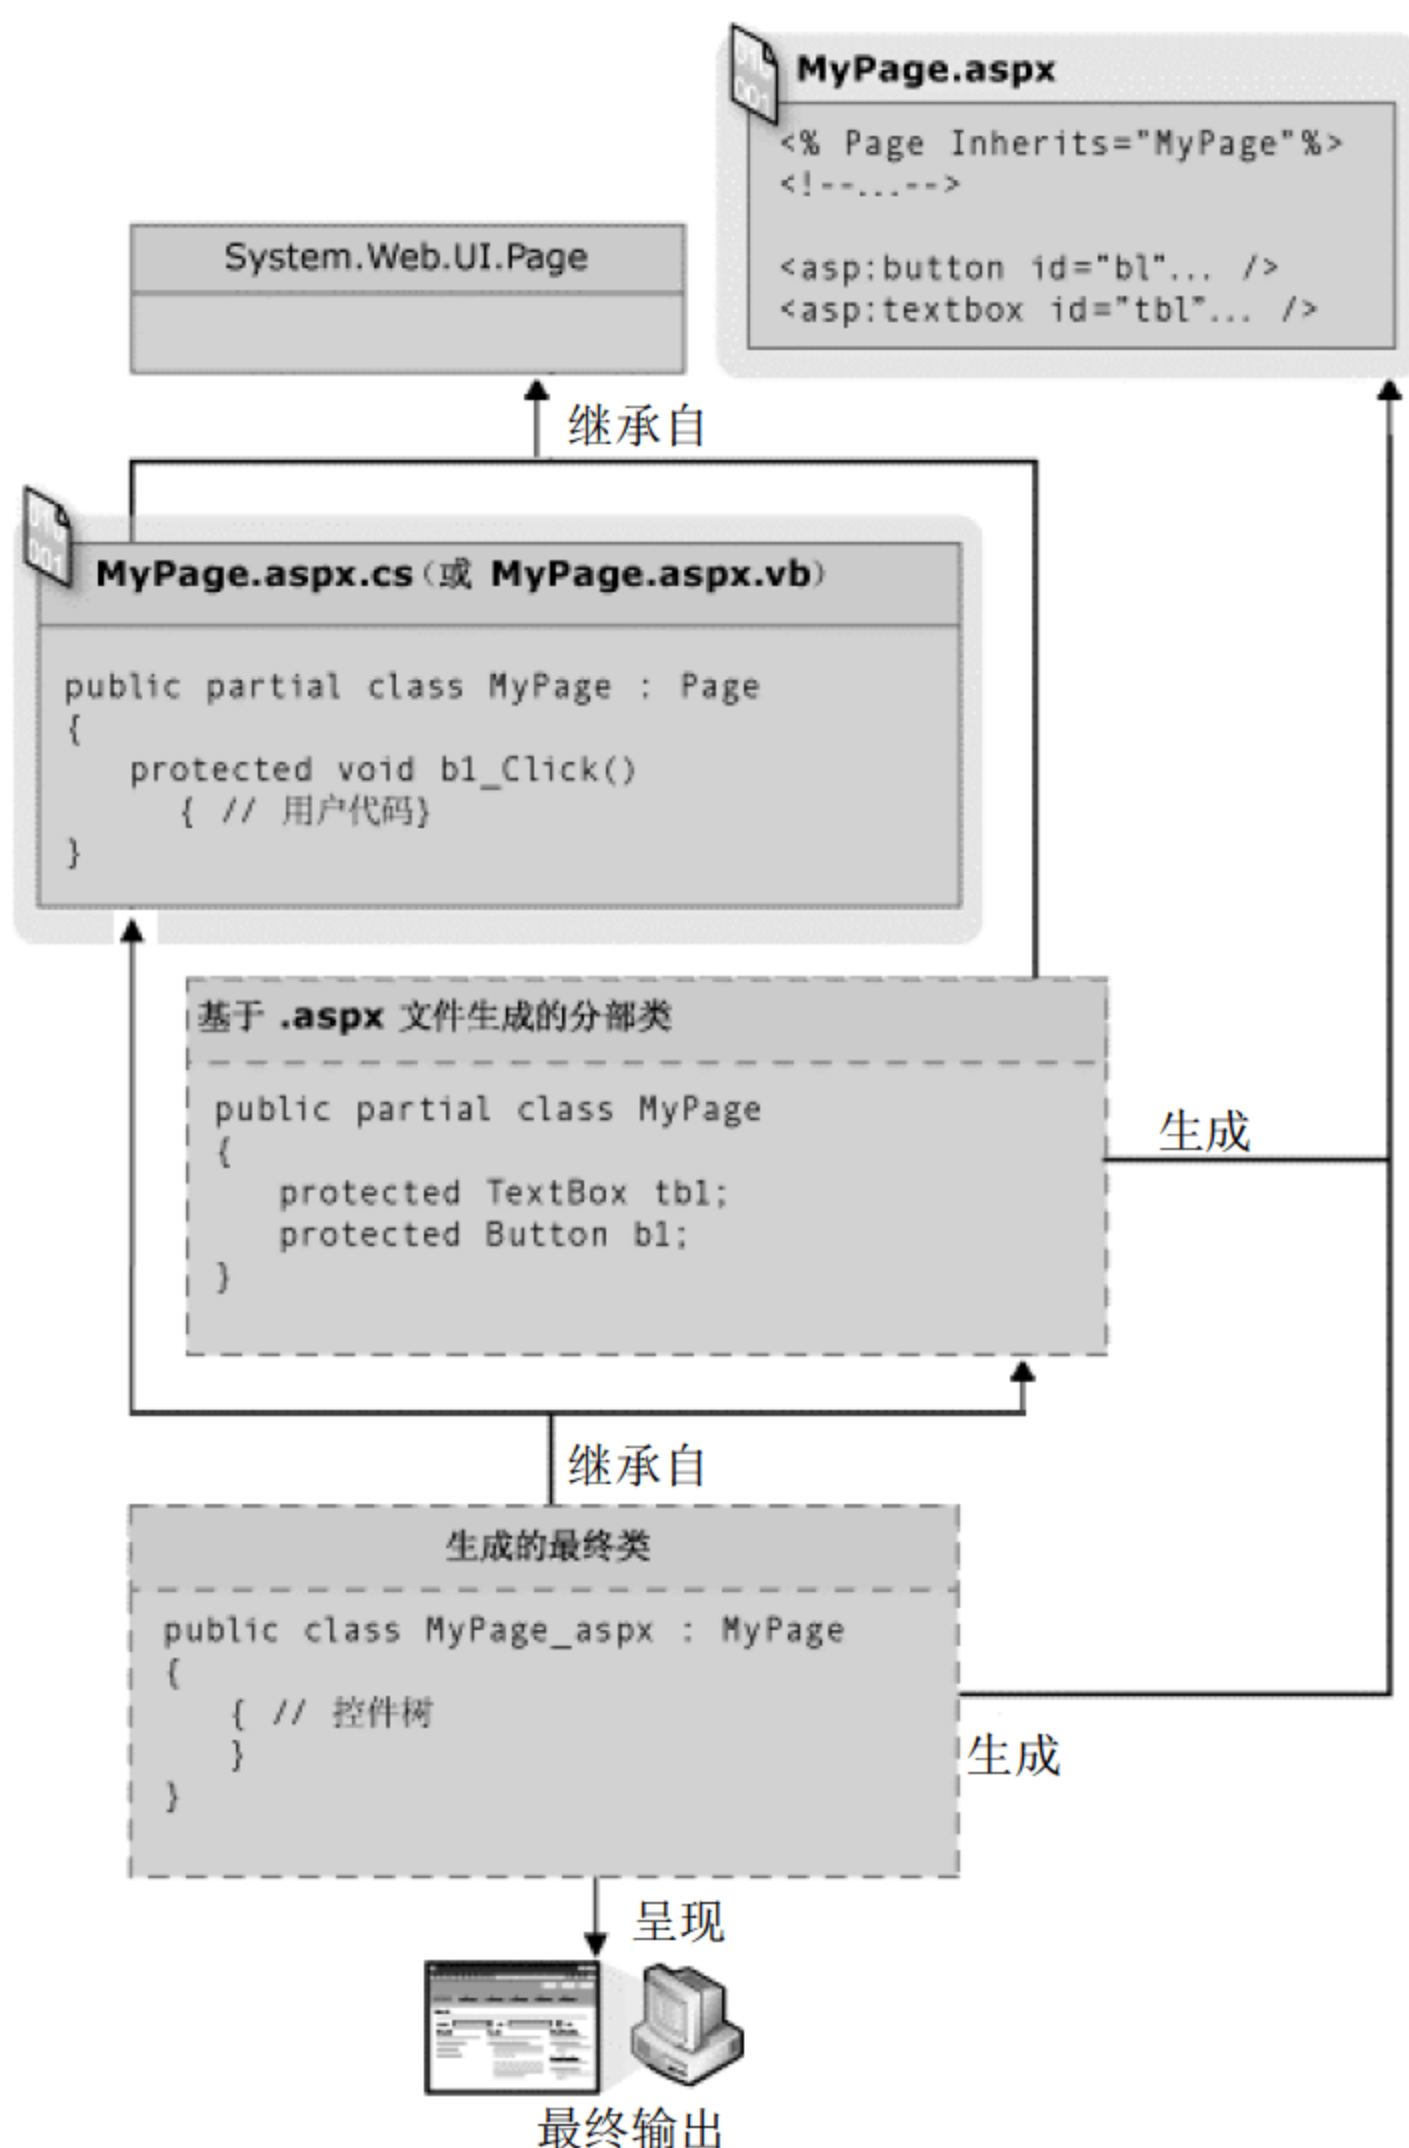 MyPage.aspx
<% Page Inherits="MyPage"%>
<!--...-->
<asp:button id="bl"... />
<asp:textbox id="tbl"... />
System.Web.UI.Page
继承自
MyPage.aspx.cs（或 MyPage.aspx.vb）
public partial class MyPage : Page
{
protected void b1_Click()
{ // 用户代码}
}
基于 .aspx 文件生成的分部类
public partial class MyPage
{
protected TextBox tb1;
protected Button b1;
}
生成
继承自
生成的最终类
public class MyPage_aspx : MyPage
{
{ // 控件树
}
}
生成
呈现
最终输出